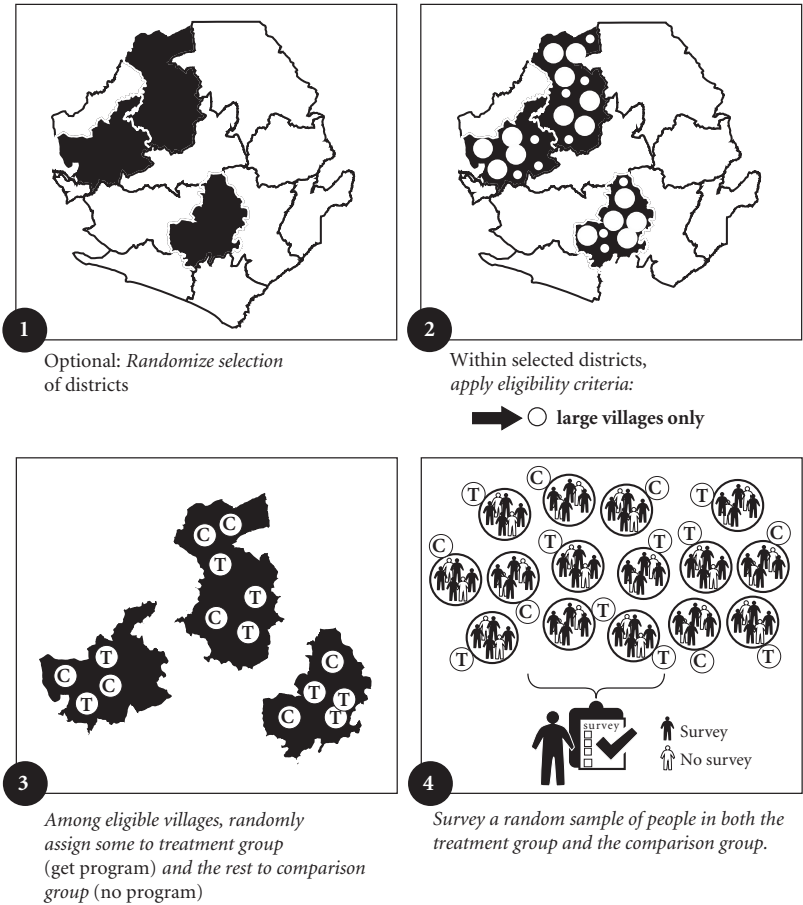 1
Optional: Randomize selection
of districts
2
Within selected districts,
apply eligibility criteria:
large villages only
C C
T
T
C
T
T
C
C
T
C
T
T
C
T
3
Among eligible villages, randomly
assign some to treatment group
(get program) and the rest to comparison
group (no program)
T C C T
C T T T C
C T
T T C T
survey
Survey
No survey
4
Survey a random sample of people in both the
treatment group and the comparison group.